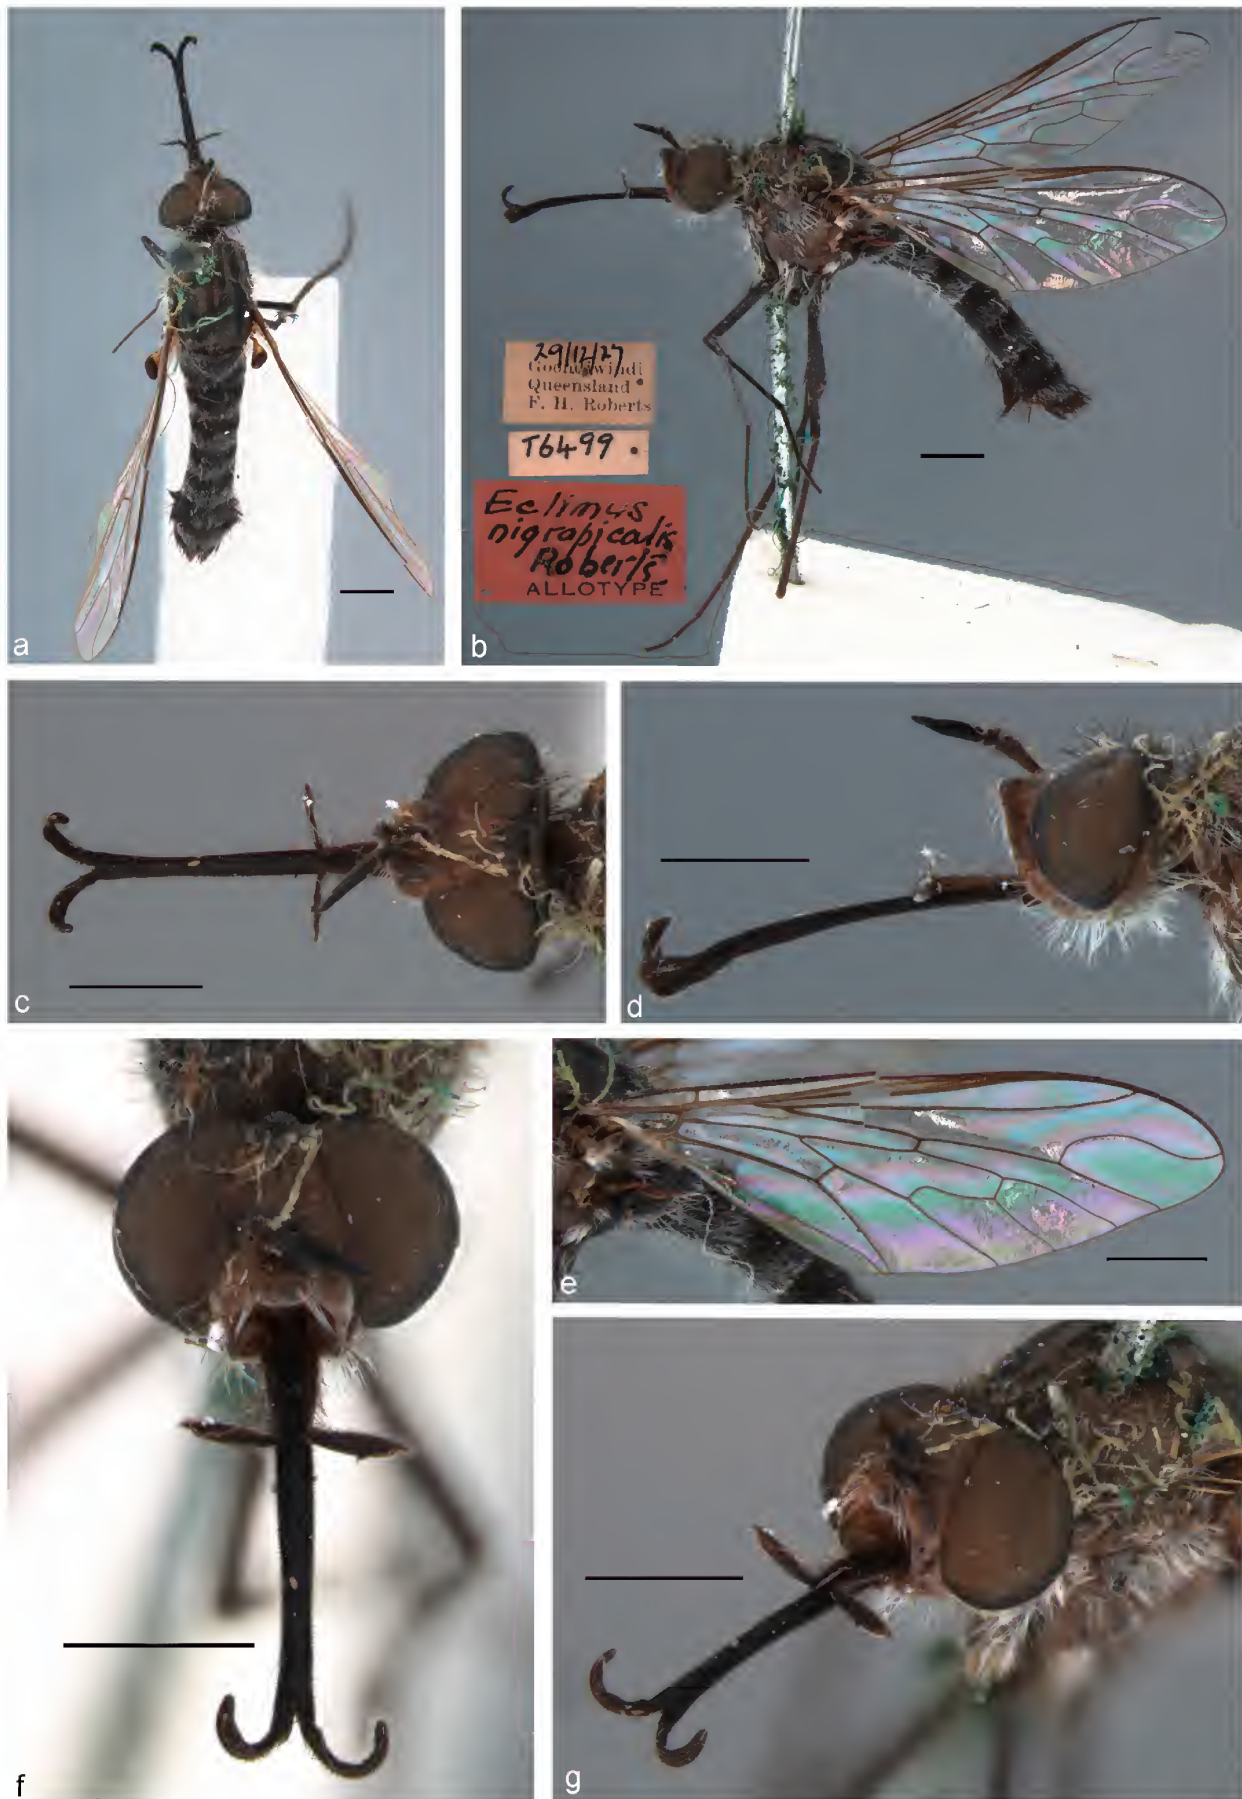 a
b
29/12/27
Goondiwindi
Queensland
F. H. Roberts
T6499
Eclimus
nigrapicalis
Roberts
ALLOTYPE
c
d
e
f
g